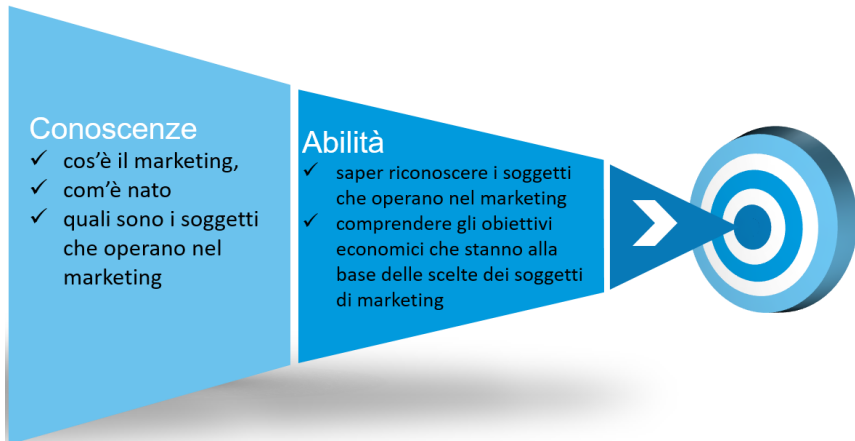 Conoscenze
✓ cos'è il marketing,
✓ com'è nato
✓ quali sono i soggetti
che operano nel
marketing
Abilità
✓ saper riconoscere i soggetti
che operano nel marketing
✓ comprendere gli obiettivi
economici che stanno alla
base delle scelte dei soggetti
di marketing